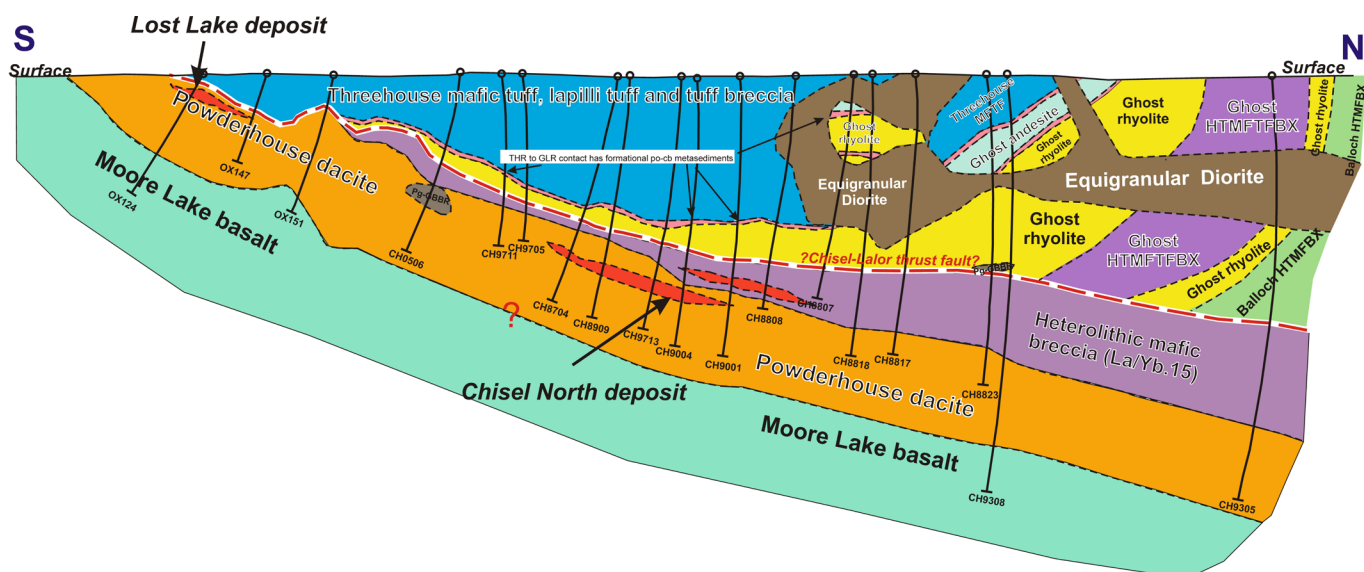 S
Lost Lake deposit
N
Surface
Surface
Threehouse mafic tuff, lapilli tuff and tuff breccia
Threehouse
MFTF
Ghost andesite
Ghost
rhyolite
Ghost
rhyolite
Ghost
rhyolite
Ghost
HTMFTFBX
Ghost rhyolite
Balloch HTMFBX
Powderhouse dacite
THR to GLR contact has formational po-cb metasediments
Moore Lake basalt
OX147
OX124
OX151
Pg-GBBR
Equigranular
Diorite
Equigranular Diorite
Ghost
rhyolite
Ghost
HTMFTFBX
Ghost rhyolite
Balloch HTMFBX
CH0506
CH9711
CH9705
?Chisel-Lalor thrust fault?
Pg-GBBR
?
CH8704
CH8909
CH9713
CH9004
CH9001
CH8808
CH8807
CH8818
CH8817
CH8823
Heterolithic mafic
breccia (La/Yb.15)
Chisel North deposit
Powderhouse dacite
Moore Lake basalt
CH9308
CH9305